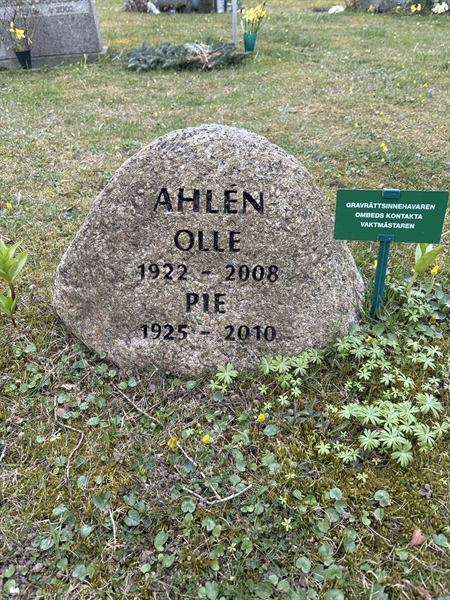 AHLÉN
OLLE
1922 - 2008
PIE
1925 - 2010
GRAVRÄTTSINNEHAVAREN
OMBEDS KONTAKTA
VAKTMÄSTAREN